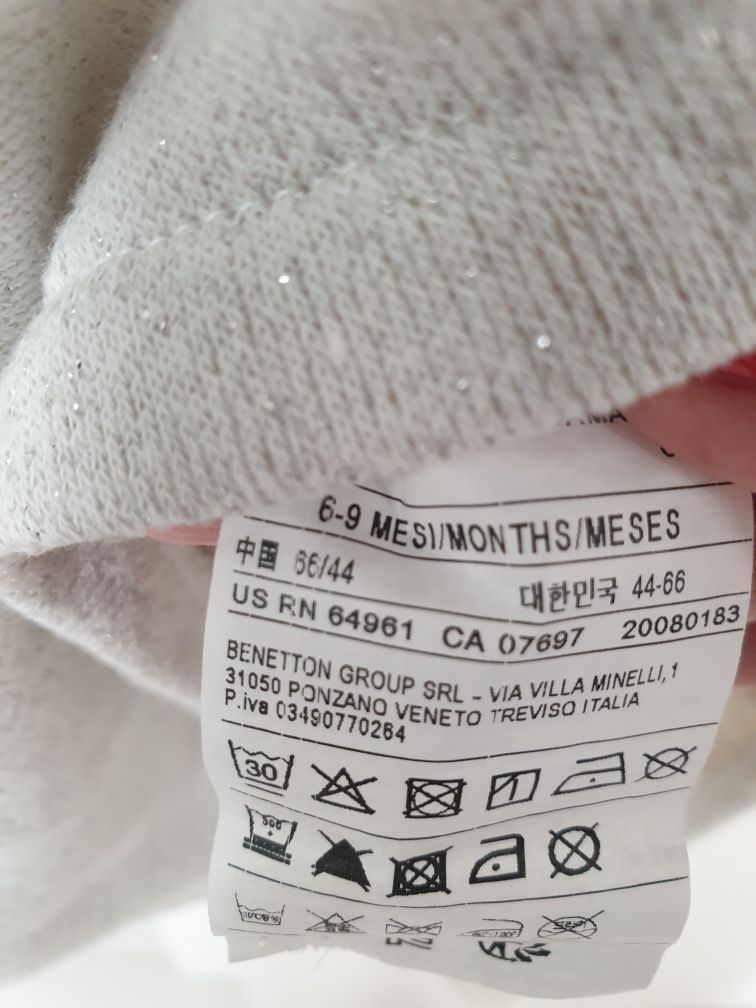 6-9 MESI/MONTHS/MESES
中国 66/44 대한민국 44-66
US RN 64961 CA 07697 20080183
BENETTON GROUP SRL - VIA VILLA MINELLI,1
31050 PONZANO VENETO TREVISO ITALIA
P.iva 03490770264
30